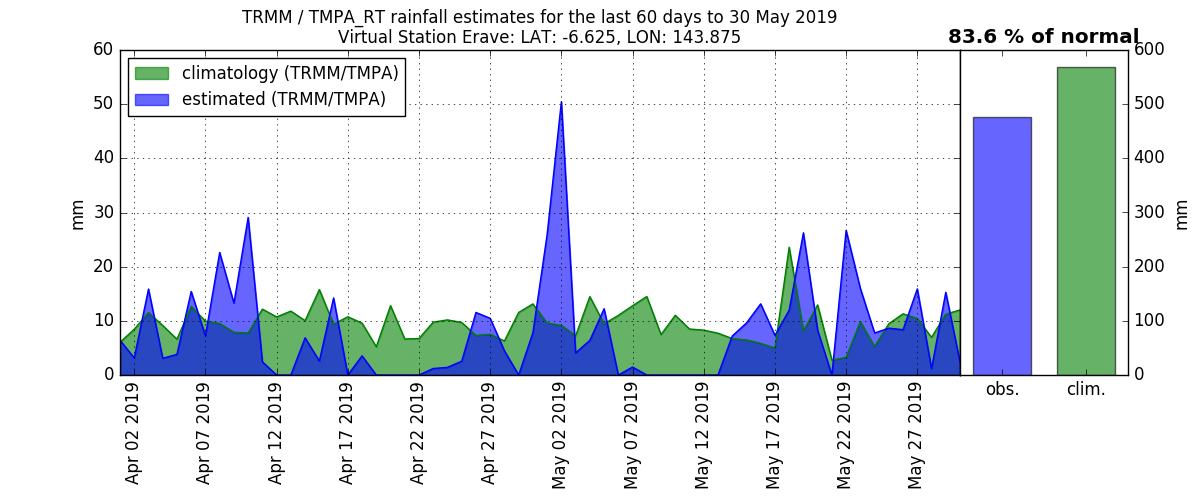 TRMM / TMPA_RT rainfall estimates for the last 60 days to 30 May 2019
Virtual Station Erave: LAT: -6.625, LON: 143.875
83.6 % of normal
climatology (TRMM/TMPA)
estimated (TRMM/TMPA)
60
50
40
30
20
10
0
mm
Apr 02 2019
Apr 07 2019
Apr 12 2019
Apr 17 2019
Apr 22 2019
Apr 27 2019
May 02 2019
May 07 2019
May 12 2019
May 17 2019
May 22 2019
May 27 2019
obs.
clim.
600
500
400
300
200
100
0
mm